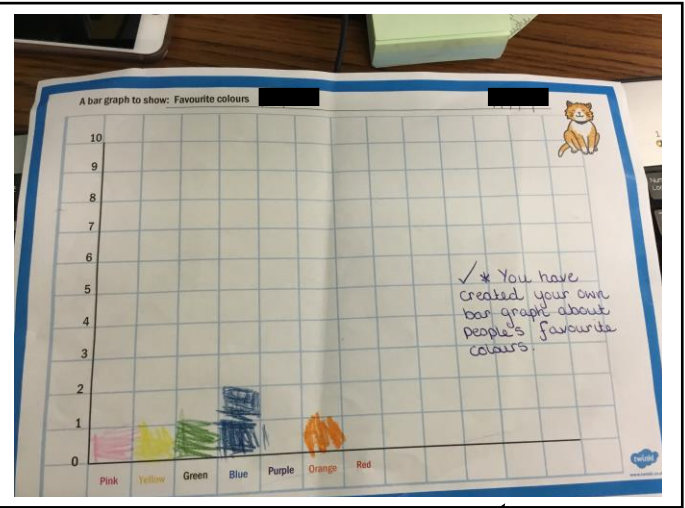 A bar graph to show: Favourite colours
10
9
8
7
6
5
4
3
2
1
0
✓ * You have
created your own
bar graph about
people's favourite
colours.
Pink Yellow Green Blue Purple Orange Red
twinkl